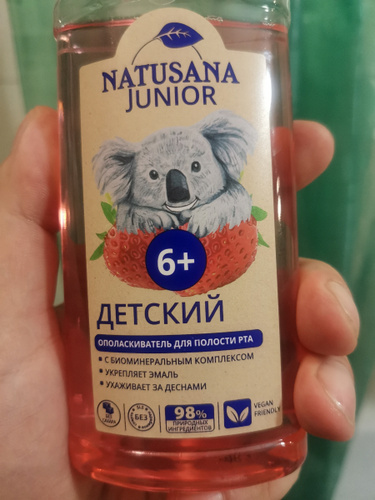 NATUSANA
JUNIOR
6+
ДЕТСКИЙ
ОПОЛАСКИВАТЕЛЬ ДЛЯ ПОЛОСТИ РТА
• С БИОМИНЕРАЛЬНЫМ КОМПЛЕКСОМ
• УКРЕПЛЯЕТ ЭМАЛЬ
• УХАЖИВАЕТ ЗА ДЕСНАМИ
БЕЗ
98%
ПРИРОДНЫХ
ИНГРЕДИЕНТОВ
VEGAN
FRIENDLY